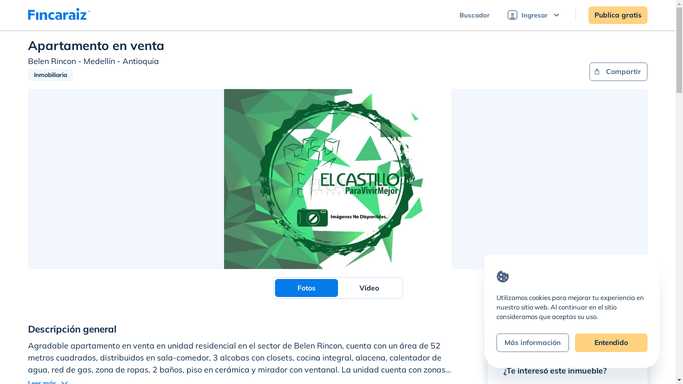 Fincaraiz
Buscador
Ingresar
Publica gratis
Apartamento en venta
Belen Rincon - Medellín - Antioquia
Inmobiliaria
Compartir
EL CASTILLO
ParaVivirMejor
Imágenes No Disponibles.
Fotos
Vídeo
Utilizamos cookies para mejorar tu experiencia en
nuestro sitio web. Al continuar en el sitio
consideramos que aceptas su uso.
Más información
Entendido
Descripción general
Agradable apartamento en venta en unidad residencial en el sector de Belen Rincon, cuenta con un área de 52
metros cuadrados, distribuidos en sala-comedor, 3 alcobas con closets, cocina integral, alacena, calentador de
agua, red de gas, zona de ropas, 2 baños, piso en cerámica y mirador con ventanal. La unidad cuenta con zonas...
Leer más
¿Te interesó este inmueble?